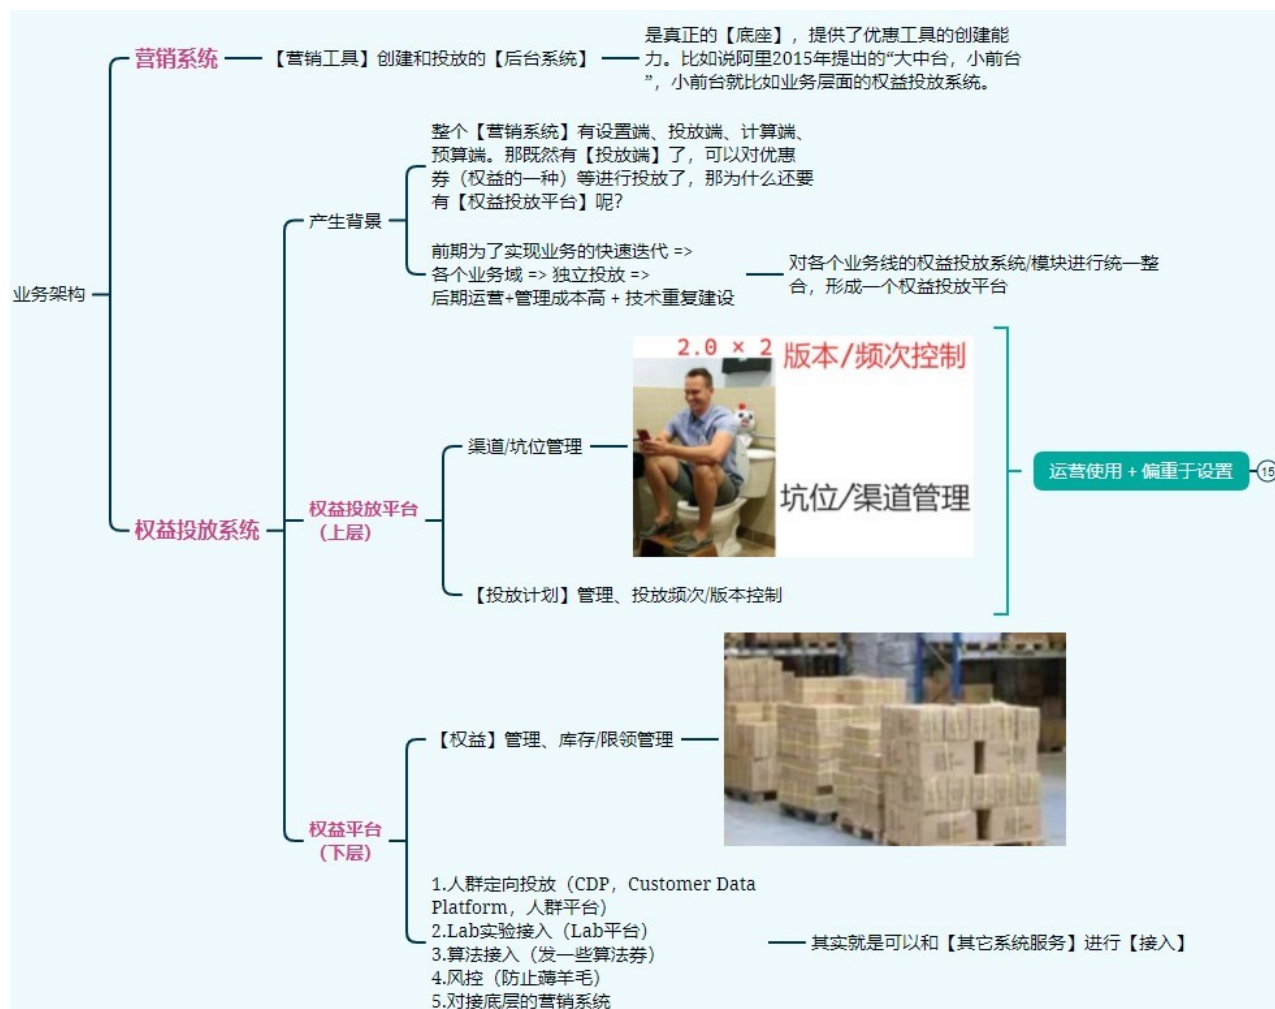 营销系统
【营销工具】创建和投放的【后台系统】
是真正的【底座】，提供了优惠工具的创建能
力。比如说阿里2015年提出的“大中台，小前台
”，小前台就比如业务层面的权益投放系统。
业务架构
权益投放系统
产生背景
整个【营销系统】有设置端、投放端、计算端、
预算端。那既然有【投放端】了，可以对优惠
券（权益的一种）等进行投放了，那为什么还要
有【权益投放平台】呢？
前期为了实现业务的快速迭代 =>
各个业务域 => 独立投放 =>
后期运营+管理成本高 + 技术重复建设
对各个业务线的权益投放系统/模块进行统一整
合，形成一个权益投放平台
权益投放平台
（上层）
渠道/坑位管理
2.0 × 2
版本/频次控制
坑位/渠道管理
【投放计划】管理、投放频次/版本控制
运营使用 + 偏重于设置
15
权益平台
（下层）
【权益】管理、库存/限领管理
1.人群定向投放（CDP，Customer Data
Platform，人群平台）
2.Lab实验接入（Lab平台）
3.算法接入（发一些算法券）
4.风控（防止薅羊毛）
5.对接底层的营销系统
其实就是可以和【其它系统服务】进行【接入】